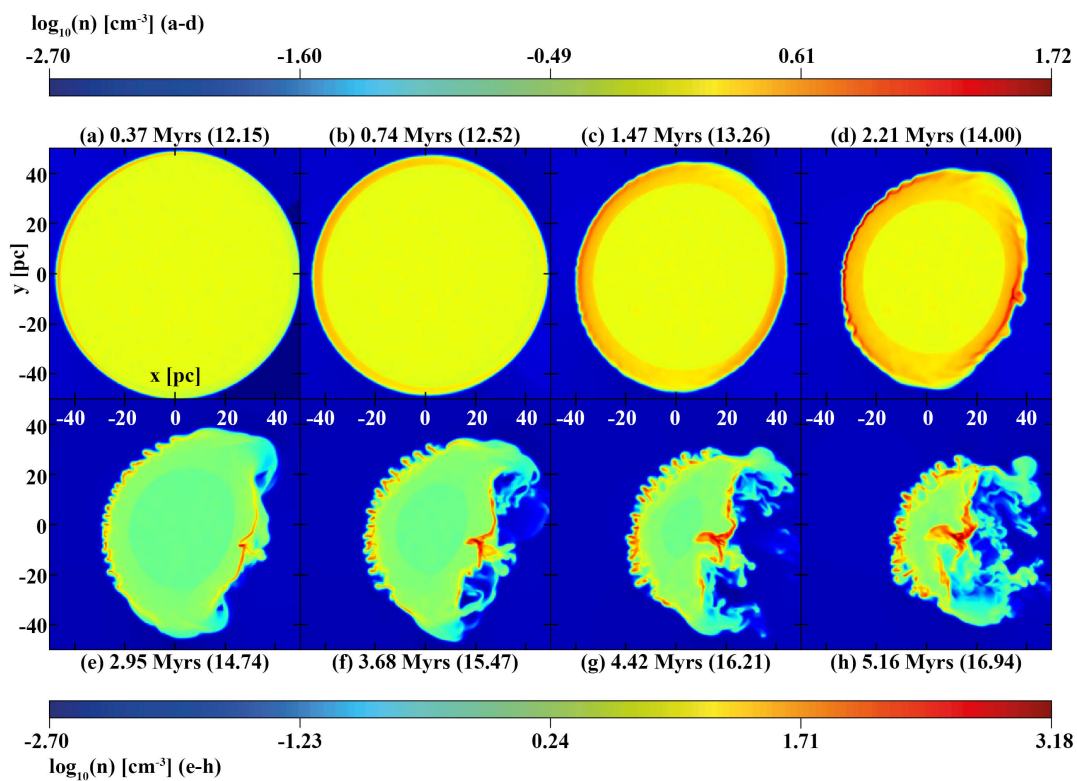 log₁₀(n) [cm⁻³] (a-d)
-2.70 -1.60 -0.49 0.61 1.72
(a) 0.37 Myrs (12.15) (b) 0.74 Myrs (12.52) (c) 1.47 Myrs (13.26) (d) 2.21 Myrs (14.00)
40
20
0
-20
-40
y [pc]
x [pc]
-40 -20 0 20 40 -40 -20 0 20 40 -40 -20 0 20 40 -40 -20 0 20 40
40
20
0
-20
-40
(e) 2.95 Myrs (14.74) (f) 3.68 Myrs (15.47) (g) 4.42 Myrs (16.21) (h) 5.16 Myrs (16.94)
-2.70 -1.23 0.24 1.71 3.18
log₁₀(n) [cm⁻³] (e-h)